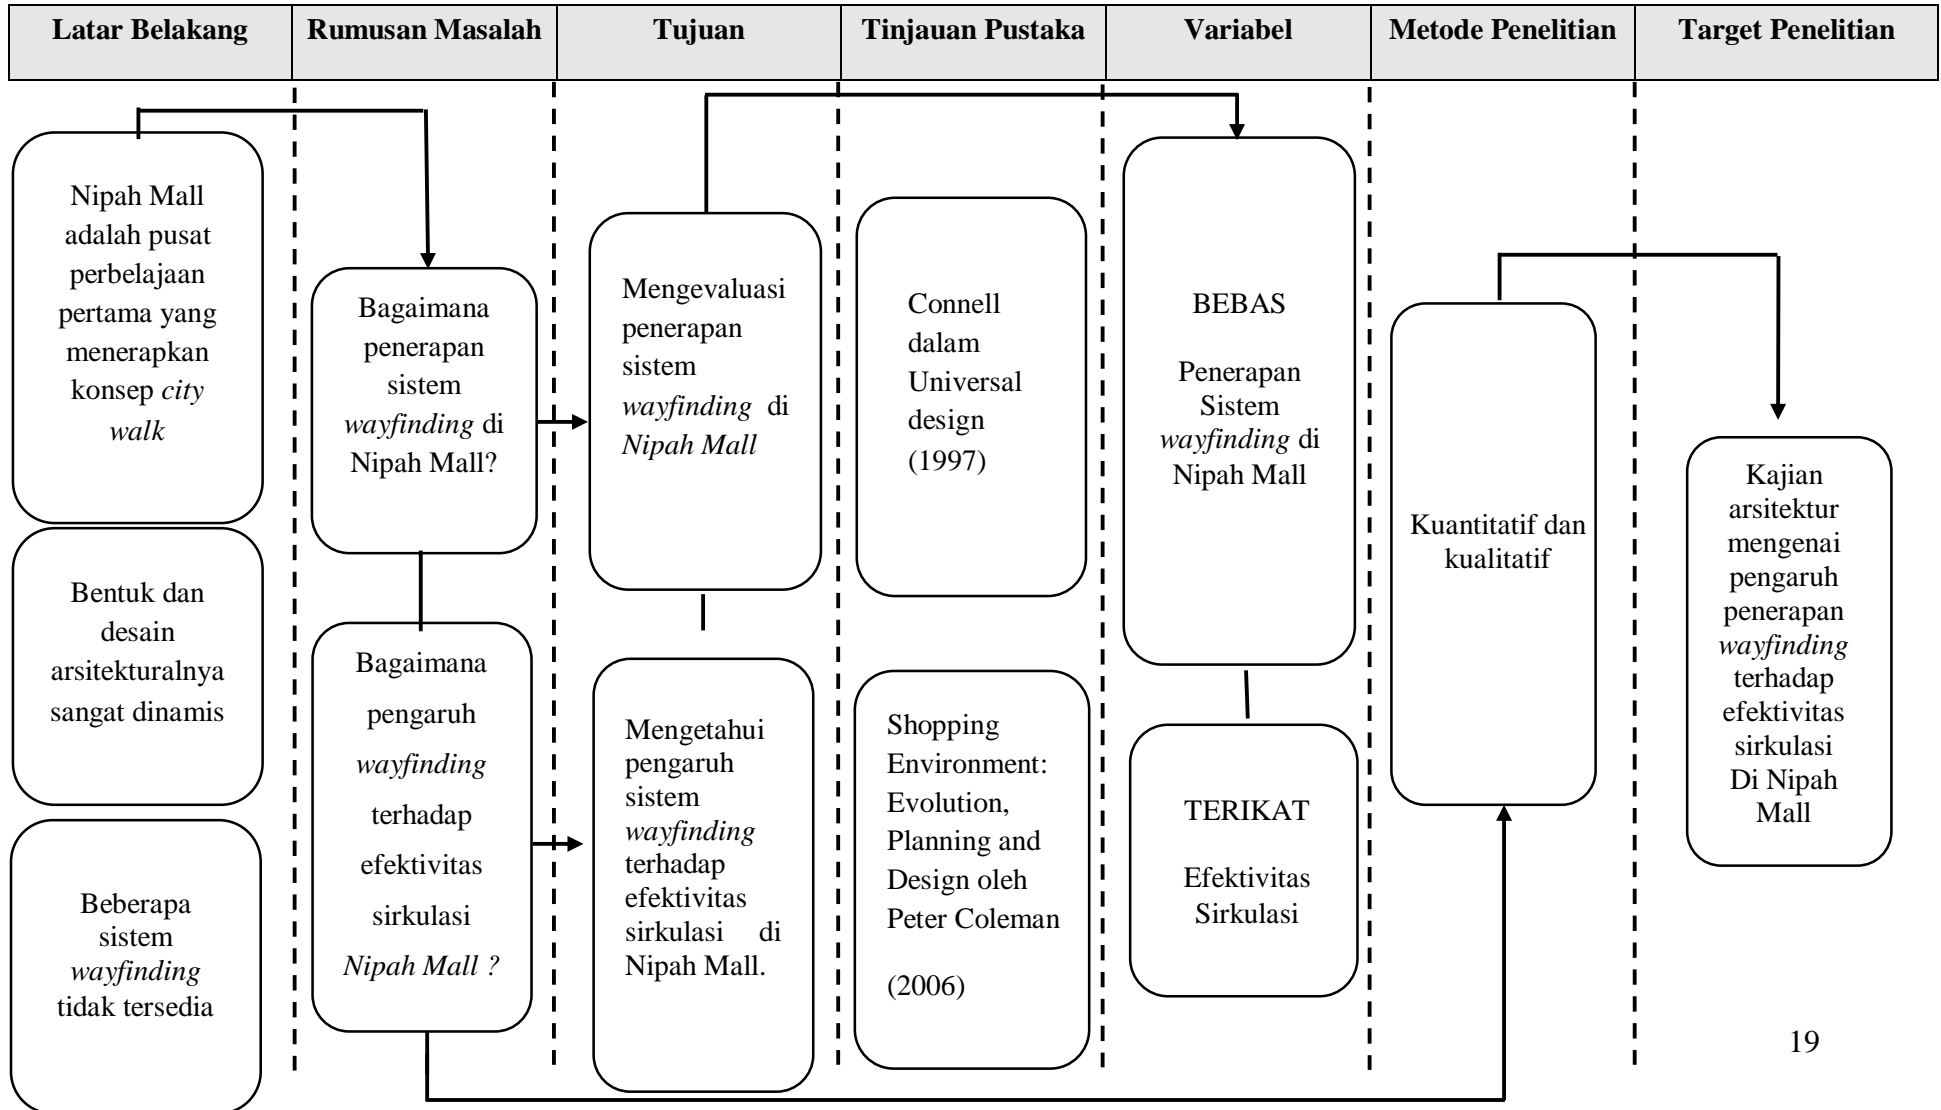 Latar Belakang
Rumusan Masalah
Tujuan
Tinjauan Pustaka
Variabel
Metode Penelitian
Target Penelitian
Nipah Mall
adalah pusat
perbelajaan
pertama yang
menerapkan
konsep city
walk
Bentuk dan
desain
arsitekturalnya
sangat dinamis
Beberapa
sistem
wayfinding
tidak tersedia
Bagaimana
penerapan
sistem
wayfinding di
Nipah Mall?
Bagaimana
pengaruh
wayfinding
terhadap
efektivitas
sirkulasi
Nipah Mall ?
Mengevaluasi
penerapan
sistem
wayfinding di
Nipah Mall
Mengetahui
pengaruh
sistem
wayfinding
terhadap
efektivitas
sirkulasi di
Nipah Mall.
Connell
dalam
Universal
design
(1997)
Shopping
Environment:
Evolution,
Planning and
Design oleh
Peter Coleman
(2006)
BEBAS
Penerapan
Sistem
wayfinding di
Nipah Mall
TERIKAT
Efektivitas
Sirkulasi
Kuantitatif dan
kualitatif
Kajian
arsitektur
mengenai
pengaruh
penerapan
wayfinding
terhadap
efektivitas
sirkulasi
Di Nipah
Mall
19